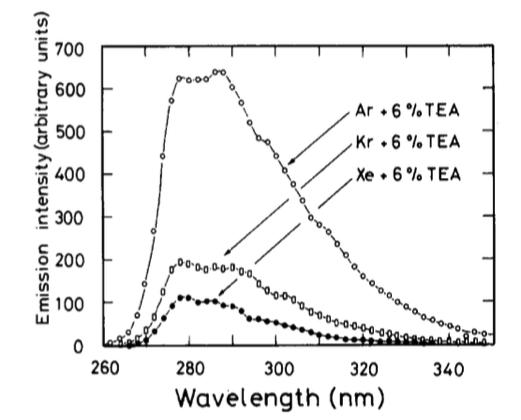 Emission intensity (arbitrary units)
700
600
500
400
300
200
100
0
Ar + 6 % TEA
Kr + 6 % TEA
Xe + 6 % TEA
260 280 300 320 340
Wavelength (nm)